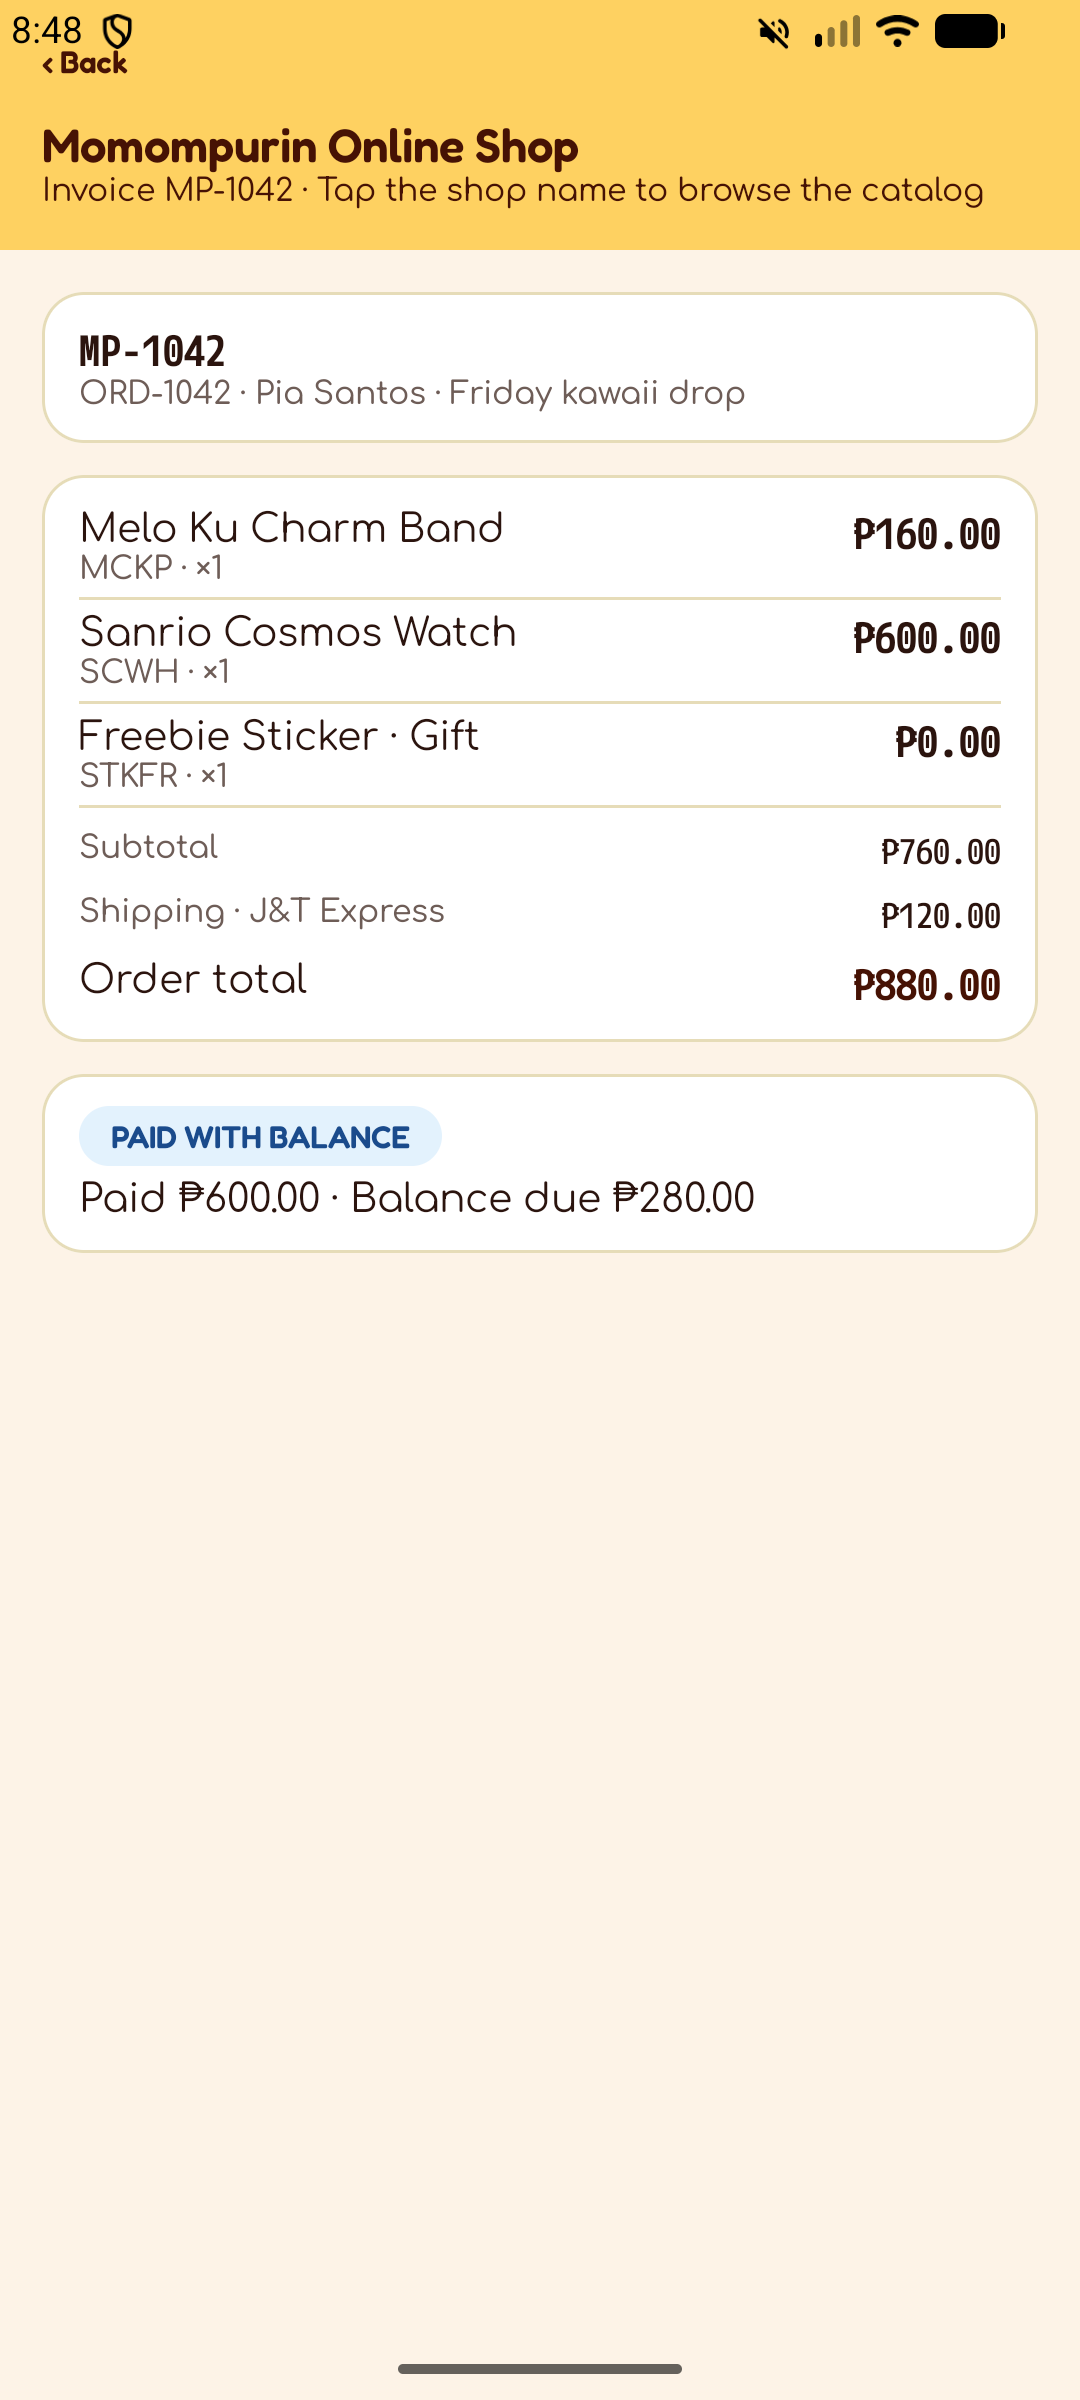 8:48
‹ Back
Momompurin Online Shop
Invoice MP-1042 · Tap the shop name to browse the catalog
MP-1042
ORD-1042 · Pia Santos · Friday kawaii drop
Melo Ku Charm Band ₱160.00
MCKP · ×1
Sanrio Cosmos Watch ₱600.00
SCWH · ×1
Freebie Sticker · Gift ₱0.00
STKFR · ×1
Subtotal ₱760.00
Shipping · J&T Express ₱120.00
Order total ₱880.00
PAID WITH BALANCE
Paid ₱600.00 · Balance due ₱280.00